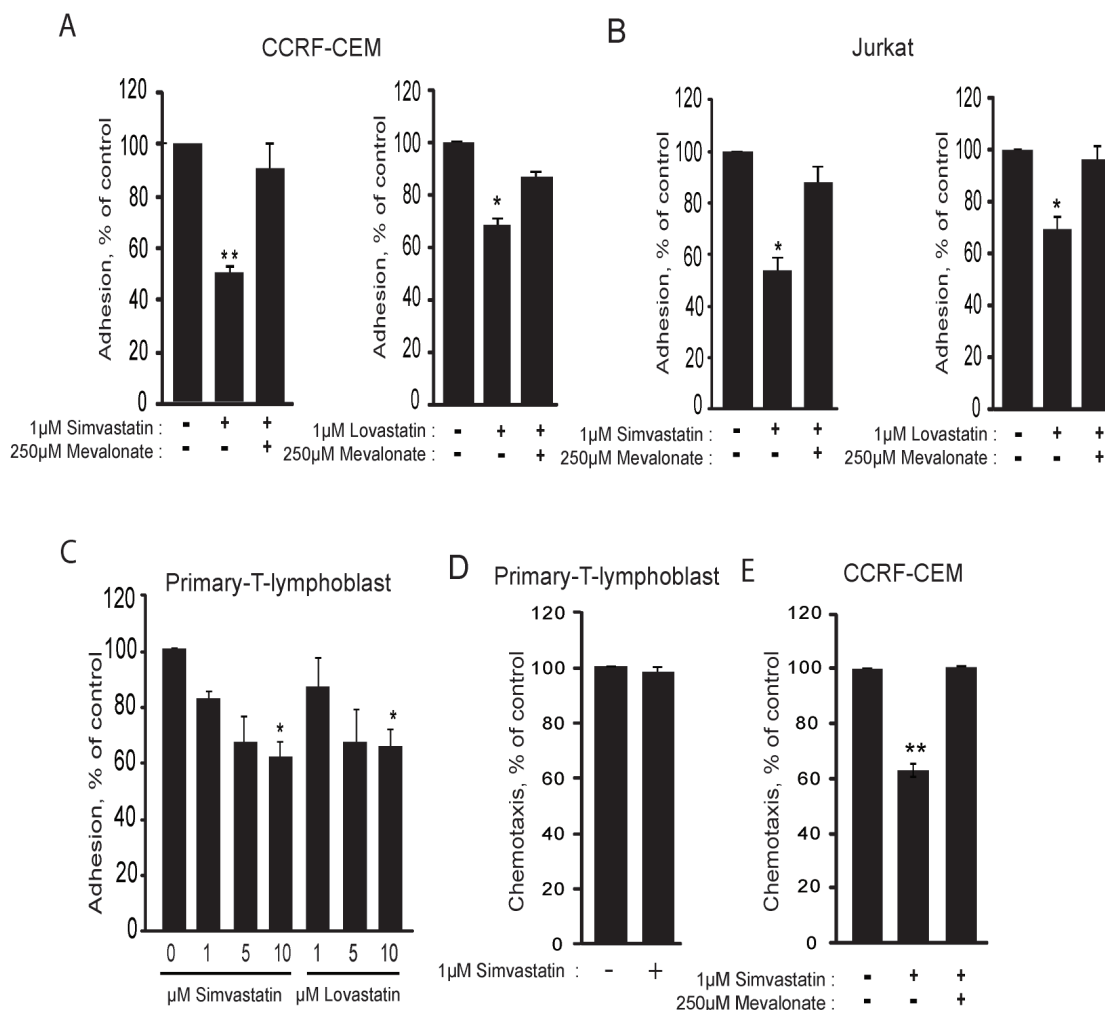 A
CCRF-CEM
Adhesion, % of control
120
100
80
60
40
20
0
**
1µM Simvastatin : - + +
250µM Mevalonate : - - +
Adhesion, % of control
120
100
80
60
40
20
0
*
1µM Lovastatin : - + +
250µM Mevalonate : - - +
B
Jurkat
Adhesion, % of control
120
100
80
60
40
20
0
*
1µM Simvastatin : - + +
250µM Mevalonate : - - +
Adhesion, % of control
120
100
80
60
40
20
0
*
1µM Lovastatin : - + +
250µM Mevalonate : - - +
C
Primary-T-lymphoblast
Adhesion, % of control
120
100
80
60
40
20
0
* *
0 1 5 10 1 5 10
µM Simvastatin µM Lovastatin
D
Primary-T-lymphoblast
Chemotaxis, % of control
120
100
80
60
40
20
0
1µM Simvastatin : - +
E
CCRF-CEM
Chemotaxis, % of control
120
100
80
60
40
20
0
**
1µM Simvastatin : - + +
250µM Mevalonate : - - +